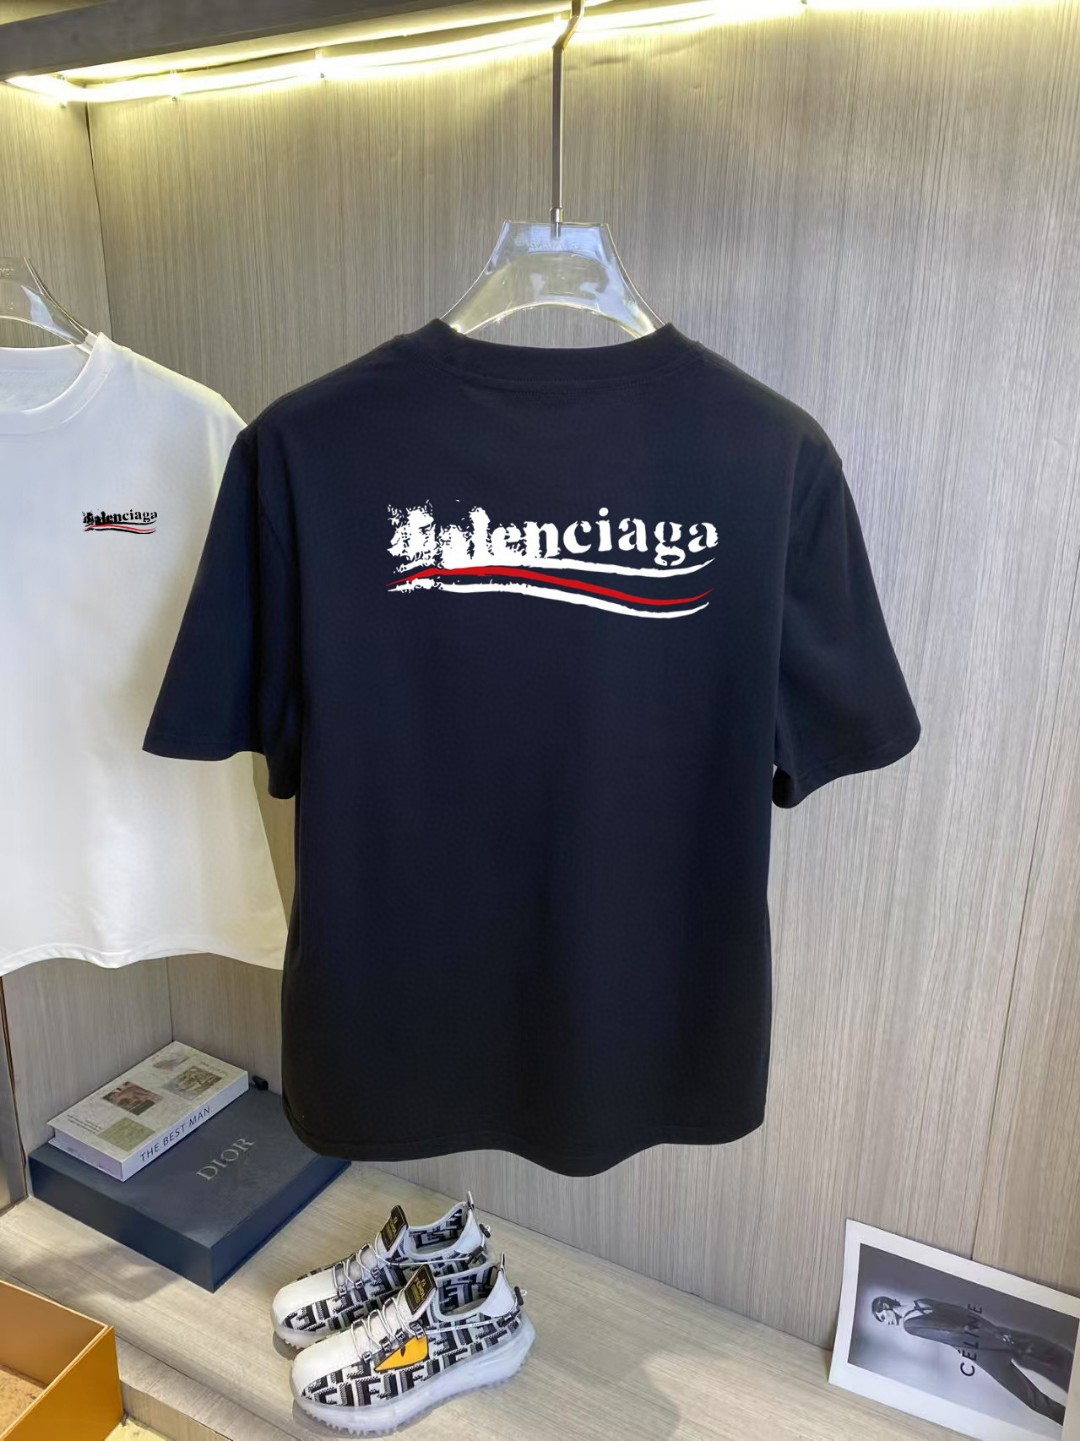 Balenciaga
Balenciaga
THE BEST MAN
DIOR
CELINE